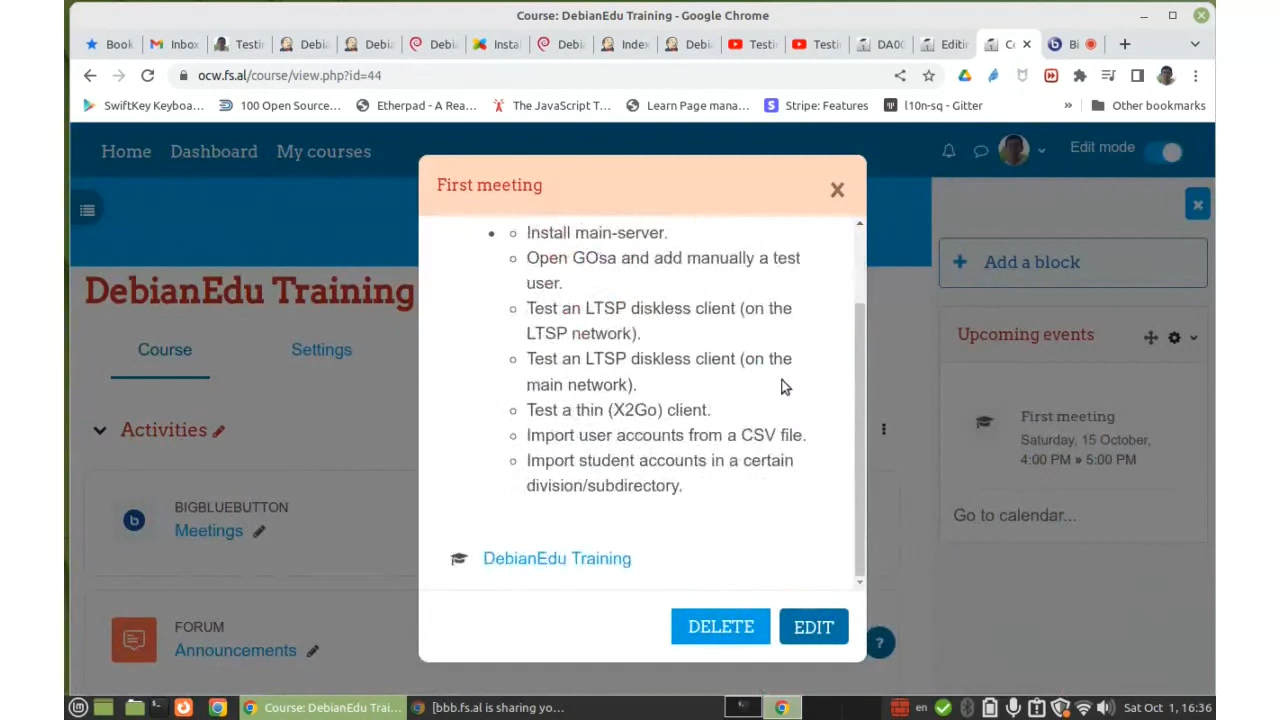 Course: DebianEdu Training - Google Chrome
Book
Inbox
Testi
Debia
Debia
Debi
Insta
Debi
Index
Debia
Testi
Testi
DA00
Editin
Co
Bi
ocw.fs.al/course/view.php?id=44
SwiftKey Keyboa...
100 Open Source...
Etherpad - A Rea...
The JavaScript T...
Learn Page mana...
Stripe: Features
l10n-sq - Gitter
»
Other bookmarks
Home
Dashboard
My courses
Edit mode
First meeting
Install main-server.
Open GOsa and add manually a test
user.
Test an LTSP diskless client (on the
LTSP network).
Test an LTSP diskless client (on the
main network).
Test a thin (X2Go) client.
Import user accounts from a CSV file.
Import student accounts in a certain
division/subdirectory.
DebianEdu Training
DELETE
EDIT
DebianEdu Training
Course
Settings
Activities
BIGBLUEBUTTON
Meetings
FORUM
Announcements
Add a block
Upcoming events
First meeting
Saturday, 15 October,
4:00 PM » 5:00 PM
Go to calendar...
?
Course: DebianEdu Trai...
[bbb.fs.al is sharing yo...
en
Sat Oct 1, 16:36